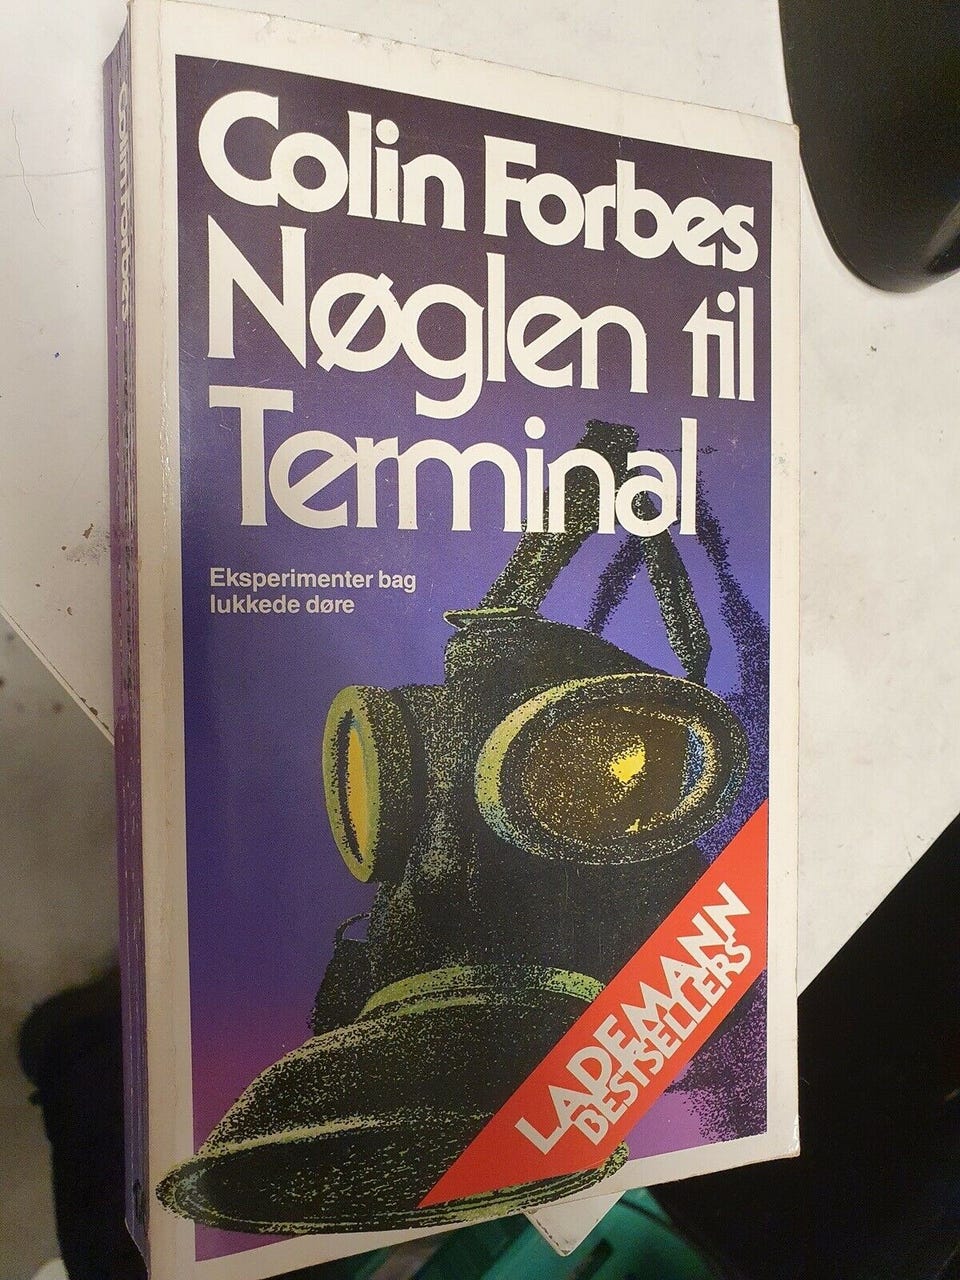 Colin Forbes
Nøglen til
Terminal
Eksperimenter bag
lukkede døre
LADEMANN
BESTSELLERS
Colin Forbes